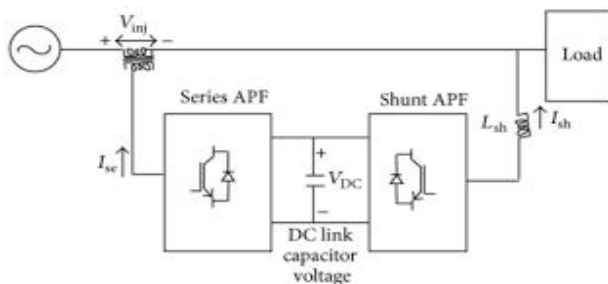 V_inj
+ −
Load
Series APF
Shunt APF
L_sh
I_sh
I_se
+
V_DC
−
DC link
capacitor
voltage